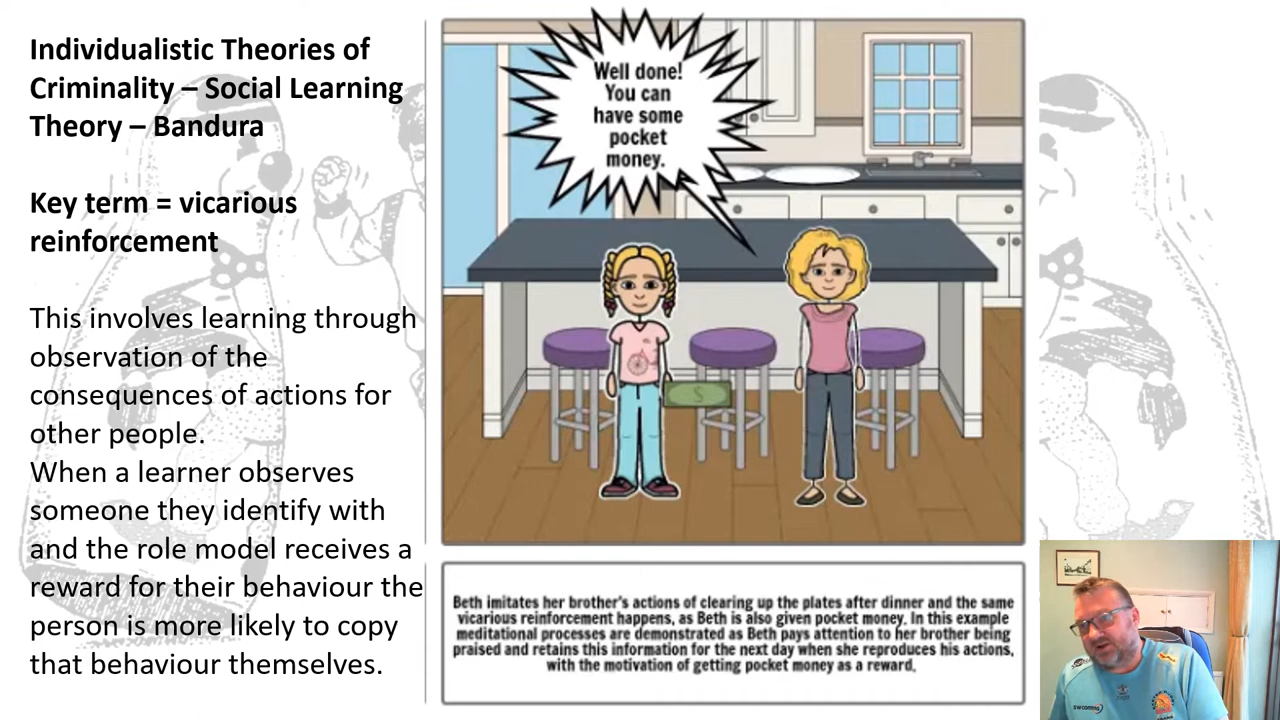 Individualistic Theories of
Criminality – Social Learning
Theory – Bandura
Key term = vicarious
reinforcement
This involves learning through
observation of the
consequences of actions for
other people.
When a learner observes
someone they identify with
and the role model receives a
reward for their behaviour the
person is more likely to copy
that behaviour themselves.
Well done!
You can
have some
pocket
money.
$
Beth imitates her brother's actions of clearing up the plates after dinner and the same
vicarious reinforcement happens, as Beth is also given pocket money. In this example
meditational processes are demonstrated as Beth pays attention to her brother being
praised and retains this information for the next day when she reproduces his actions,
with the motivation of getting pocket money as a reward.
swcomms